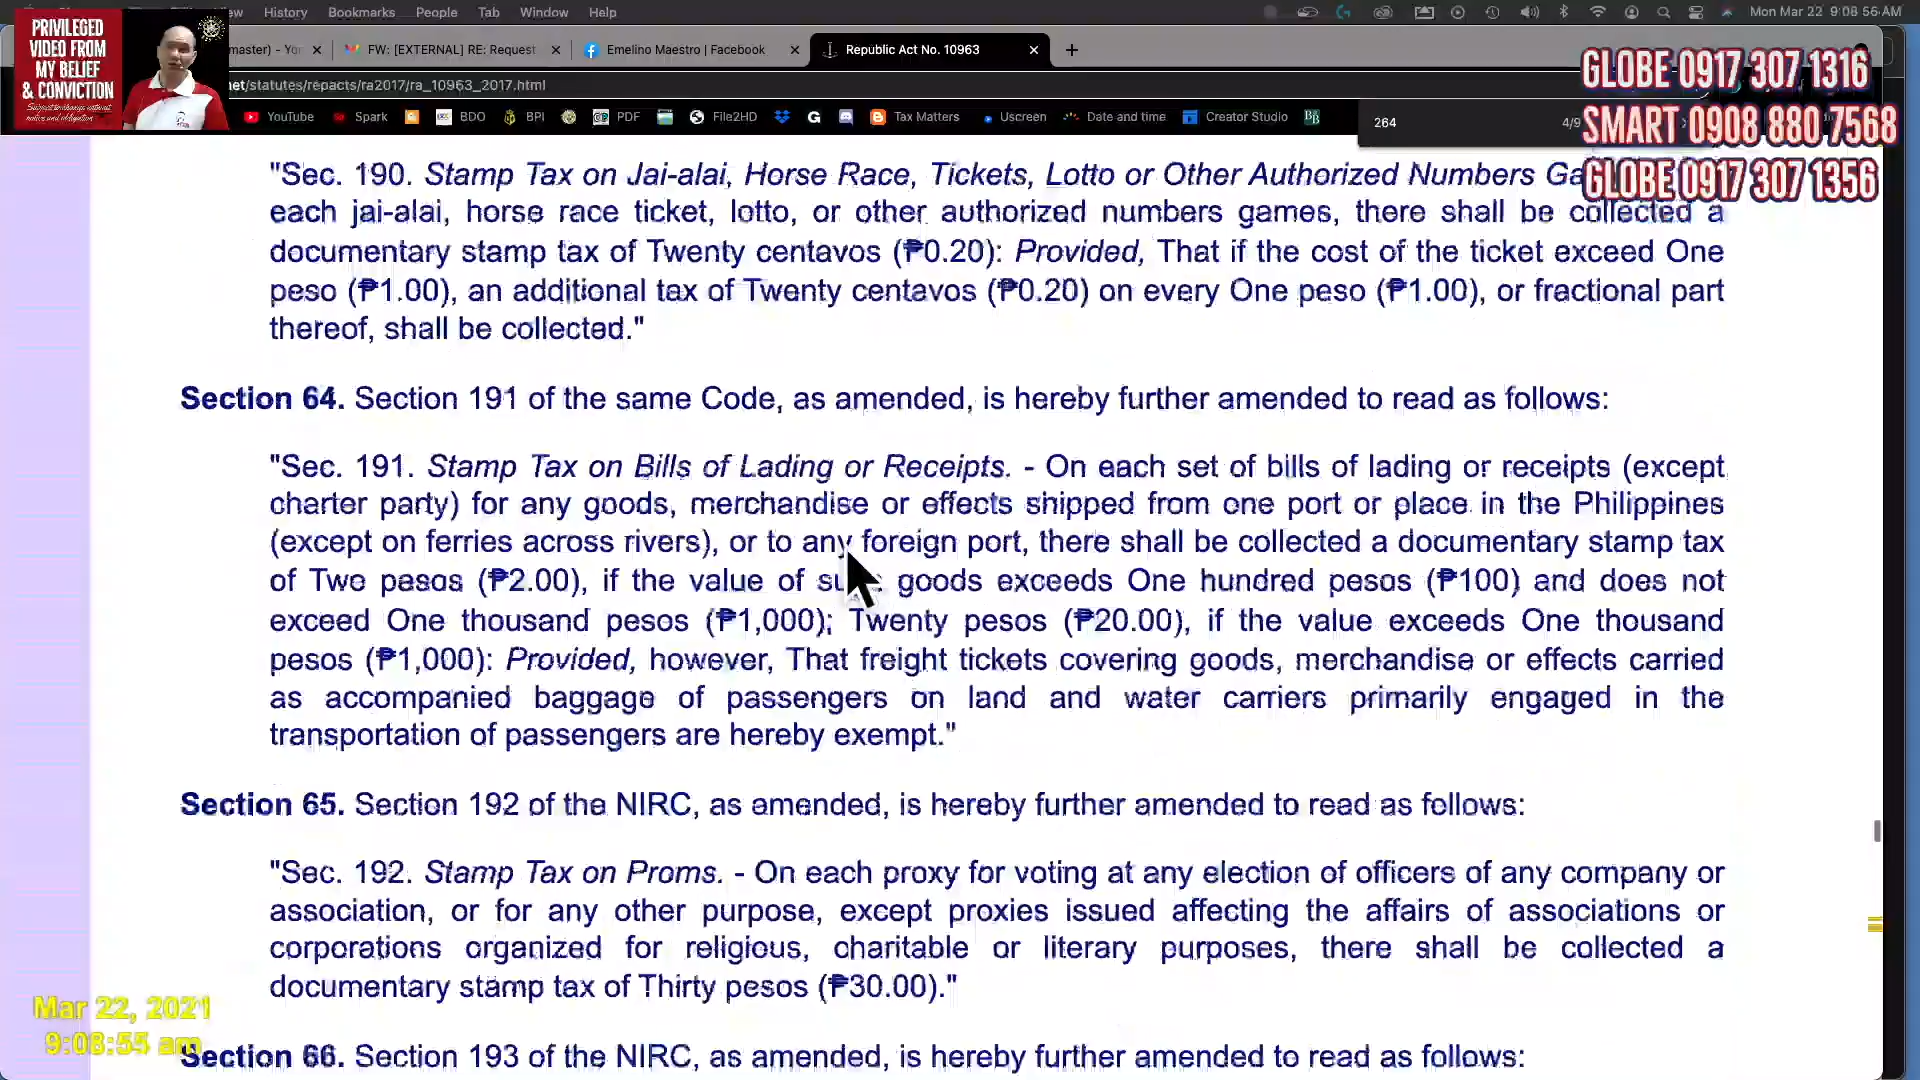 View History Bookmarks People Tab Window Help Mon Mar 22 9:08:56 AM
PRIVILEGED
VIDEO FROM
MY BELIEF
& CONVICTION
Subject to change without
notice and obligation
master) - Yo FW: [EXTERNAL] RE: Request Emelino Maestro | Facebook Republic Act No. 10963
GLOBE 0917 307 1316
SMART 0908 880 7568
GLOBE 0917 307 1356
net/statutes/repacts/ra2017/ra_10963_2017.html
YouTube Spark BDO BPI PDF File2HD G Tax Matters Uscreen Date and time Creator Studio
264 4/9
"Sec. 190. Stamp Tax on Jai-alai, Horse Race, Tickets, Lotto or Other Authorized Numbers Ga
each jai-alai, horse race ticket, lotto, or other authorized numbers games, there shall be collected a
documentary stamp tax of Twenty centavos (₱0.20): Provided, That if the cost of the ticket exceed One
peso (₱1.00), an additional tax of Twenty centavos (₱0.20) on every One peso (₱1.00), or fractional part
thereof, shall be collected."
Section 64. Section 191 of the same Code, as amended, is hereby further amended to read as follows:
"Sec. 191. Stamp Tax on Bills of Lading or Receipts. - On each set of bills of lading or receipts (except
charter party) for any goods, merchandise or effects shipped from one port or place in the Philippines
(except on ferries across rivers), or to any foreign port, there shall be collected a documentary stamp tax
of Two pasos (₱2.00), if the value of su goods exceeds One hundred pesos (₱100) and does not
exceed One thousand pesos (₱1,000); Twenty pesos (₱20.00), if the value exceeds One thousand
pesos (₱1,000): Provided, however, That freight tickets covering goods, merchandise or effects carried
as accompanied baggage of passengers on land and water carriers primarily engaged in the
transportation of passengers are hereby exempt."
Section 65. Section 192 of the NIRC, as amended, is hereby further amended to read as follows:
"Sec. 192. Stamp Tax on Proms. - On each proxy for voting at any election of officers of any company or
association, or for any other purpose, except proxies issued affecting the affairs of associations or
corporations organized for religious, charitable or literary purposes, there shall be collected a
documentary stamp tax of Thirty pesos (₱30.00)."
Mar 22, 2021
9:08:55 am
Section 66. Section 193 of the NIRC, as amended, is hereby further amended to read as follows: